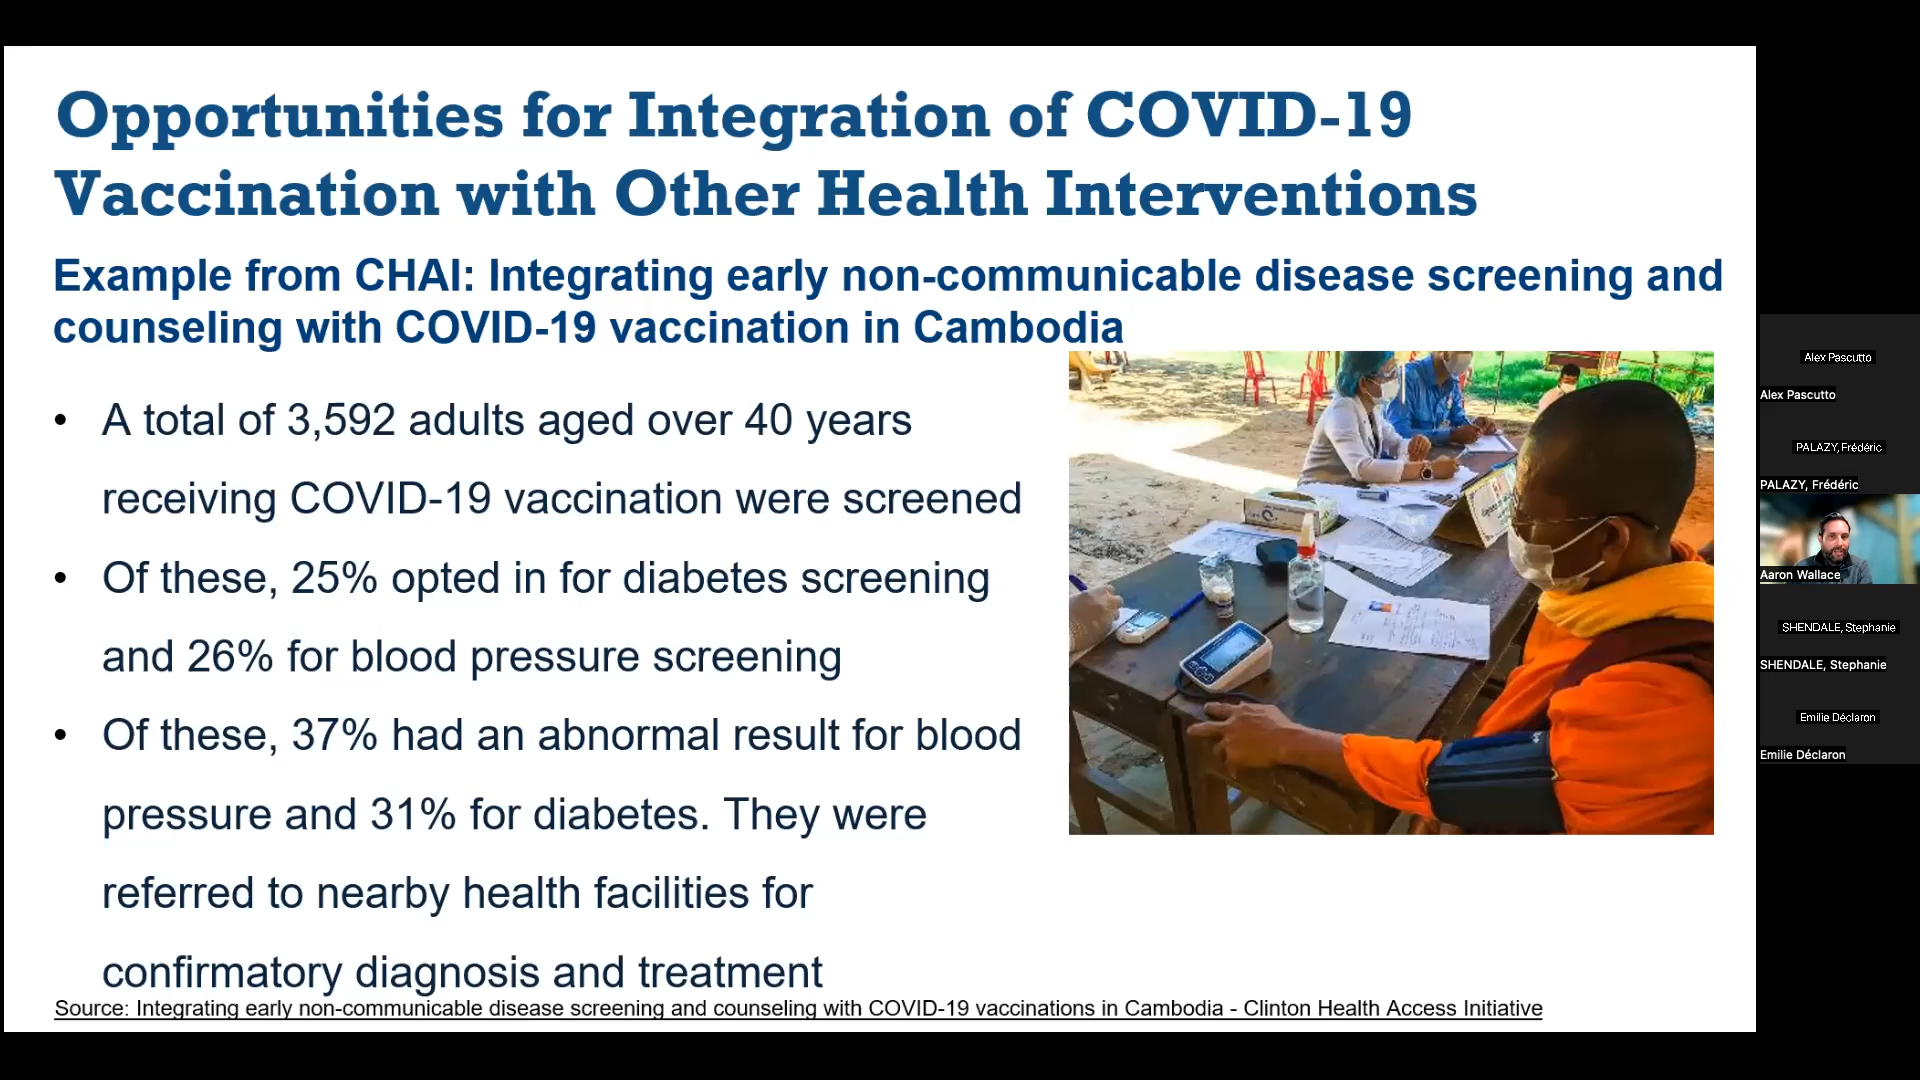 Opportunities for Integration of COVID-19
Vaccination with Other Health Interventions
Example from CHAI: Integrating early non-communicable disease screening and
counseling with COVID-19 vaccination in Cambodia
• A total of 3,592 adults aged over 40 years
receiving COVID-19 vaccination were screened
• Of these, 25% opted in for diabetes screening
and 26% for blood pressure screening
• Of these, 37% had an abnormal result for blood
pressure and 31% for diabetes. They were
referred to nearby health facilities for
confirmatory diagnosis and treatment
Source: Integrating early non-communicable disease screening and counseling with COVID-19 vaccinations in Cambodia - Clinton Health Access Initiative
Alex Pascutto
Alex Pascutto
PALAZY, Frédéric
PALAZY, Frédéric
Aaron Wallace
SHENDALE, Stephanie
SHENDALE, Stephanie
Emilie Déclaron
Emilie Déclaron